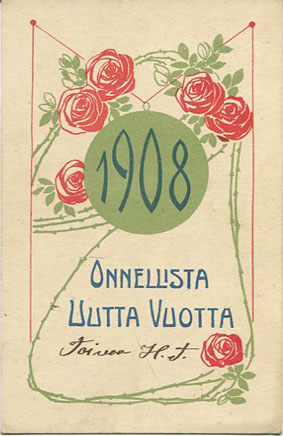 1908
ONNELLISTA
UUTTA VUOTTA
Toivoo H. J.